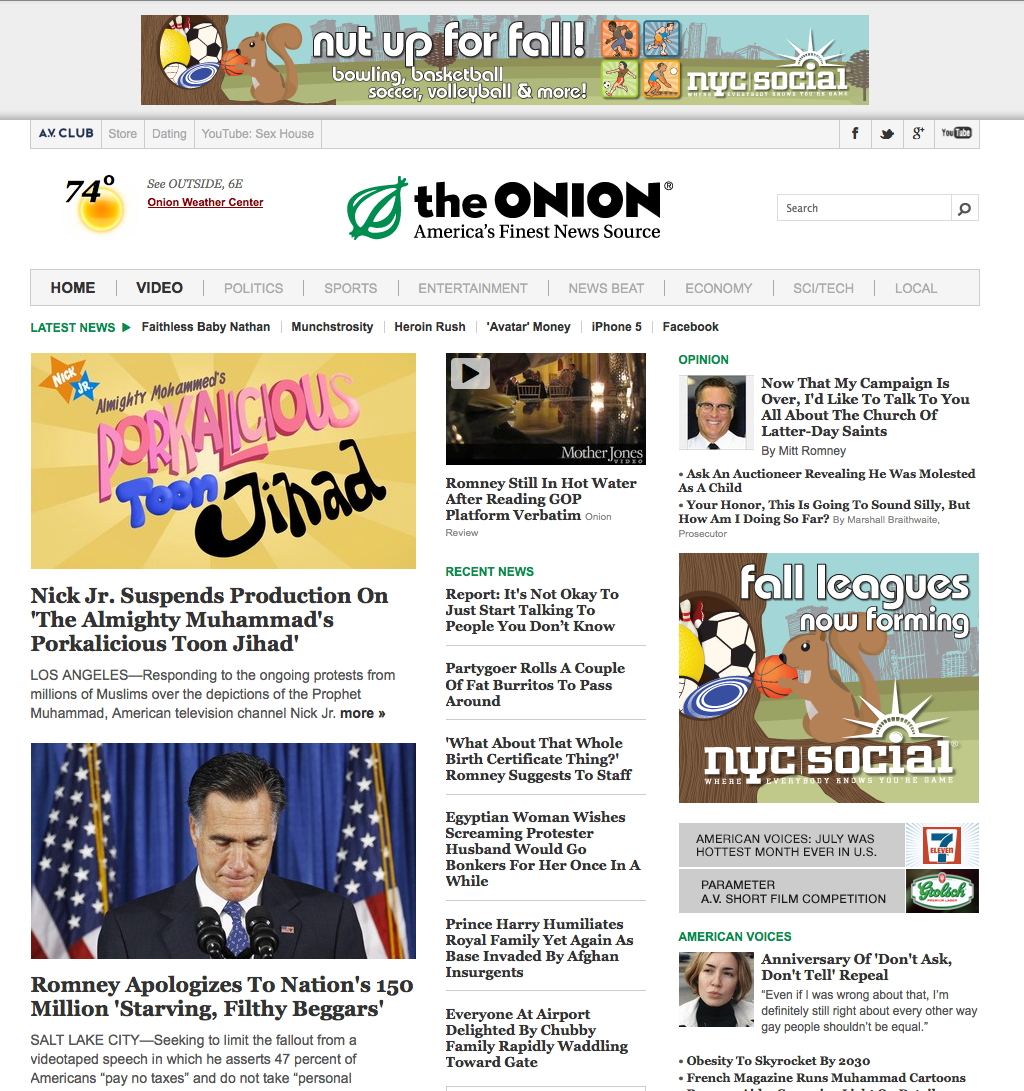 nut up for fall!
bowling, basketball
soccer, volleyball & more!
nyc social
WHERE EVERYBODY KNOWS YOU'RE GAME
A.V. CLUB
Store
Dating
YouTube: Sex House
f
g+
YouTube
74°
See OUTSIDE, 6E
Onion Weather Center
the ONION®
America's Finest News Source
Search
HOME
VIDEO
POLITICS
SPORTS
ENTERTAINMENT
NEWS BEAT
ECONOMY
SCI/TECH
LOCAL
LATEST NEWS
Faithless Baby Nathan
Munchstrosity
Heroin Rush
'Avatar' Money
iPhone 5
Facebook
NICK JR
Almighty Mohammed's
PORKALICIOUS
TOON
Jihad
Nick Jr. Suspends Production On
'The Almighty Muhammad's
Porkalicious Toon Jihad'
LOS ANGELES—Responding to the ongoing protests from
millions of Muslims over the depictions of the Prophet
Muhammad, American television channel Nick Jr. more »
Romney Apologizes To Nation's 150
Million 'Starving, Filthy Beggars'
SALT LAKE CITY—Seeking to limit the fallout from a
videotaped speech in which he asserts 47 percent of
Americans “pay no taxes” and do not take “personal
Mother Jones
VIDEO
Romney Still In Hot Water
After Reading GOP
Platform Verbatim Onion
Review
RECENT NEWS
Report: It's Not Okay To
Just Start Talking To
People You Don’t Know
Partygoer Rolls A Couple
Of Fat Burritos To Pass
Around
'What About That Whole
Birth Certificate Thing?'
Romney Suggests To Staff
Egyptian Woman Wishes
Screaming Protester
Husband Would Go
Bonkers For Her Once In A
While
Prince Harry Humiliates
Royal Family Yet Again As
Base Invaded By Afghan
Insurgents
Everyone At Airport
Delighted By Chubby
Family Rapidly Waddling
Toward Gate
OPINION
Now That My Campaign Is
Over, I'd Like To Talk To You
All About The Church Of
Latter-Day Saints
By Mitt Romney
• Ask An Auctioneer Revealing He Was Molested
As A Child
• Your Honor, This Is Going To Sound Silly, But
How Am I Doing So Far? By Marshall Braithwaite,
Prosecutor
fall leagues
now forming
nyc social®
WHERE EVERYBODY KNOWS YOU'RE GAME
AMERICAN VOICES: JULY WAS
HOTTEST MONTH EVER IN U.S.
7 ELEVEN
PARAMETER
A.V. SHORT FILM COMPETITION
Grolsch
PREMIUM LAGER
AMERICAN VOICES
Anniversary Of 'Don't Ask,
Don't Tell' Repeal
“Even if I was wrong about that, I’m
definitely still right about every other way
gay people shouldn’t be equal.”
• Obesity To Skyrocket By 2030
• French Magazine Runs Muhammad Cartoons